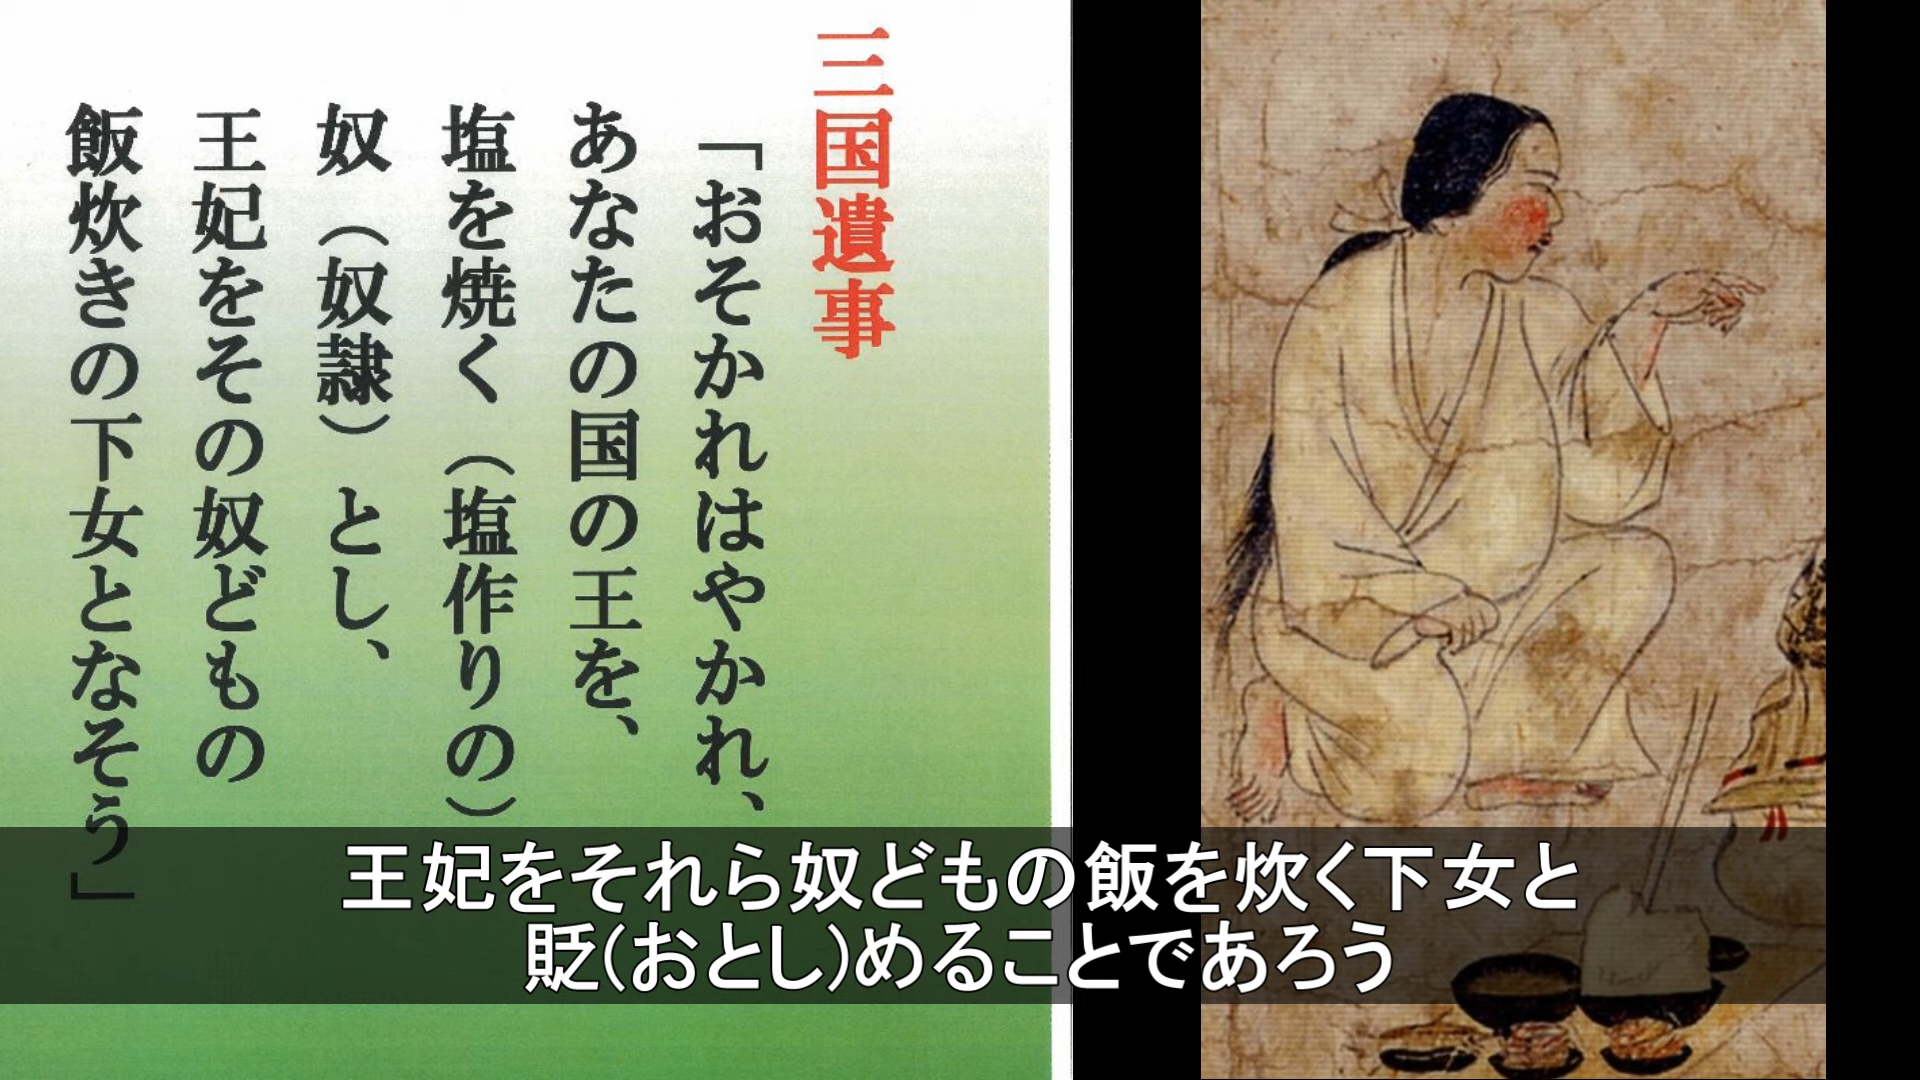 三国遺事
「おそかれはやかれ、
あなたの国の王を、
塩を焼く（塩作りの）
奴（奴隷）とし、
王妃をその奴どもの
飯炊きの下女となそう」
王妃をそれら奴どもの飯を炊く下女と
貶(おとし)めることであろう